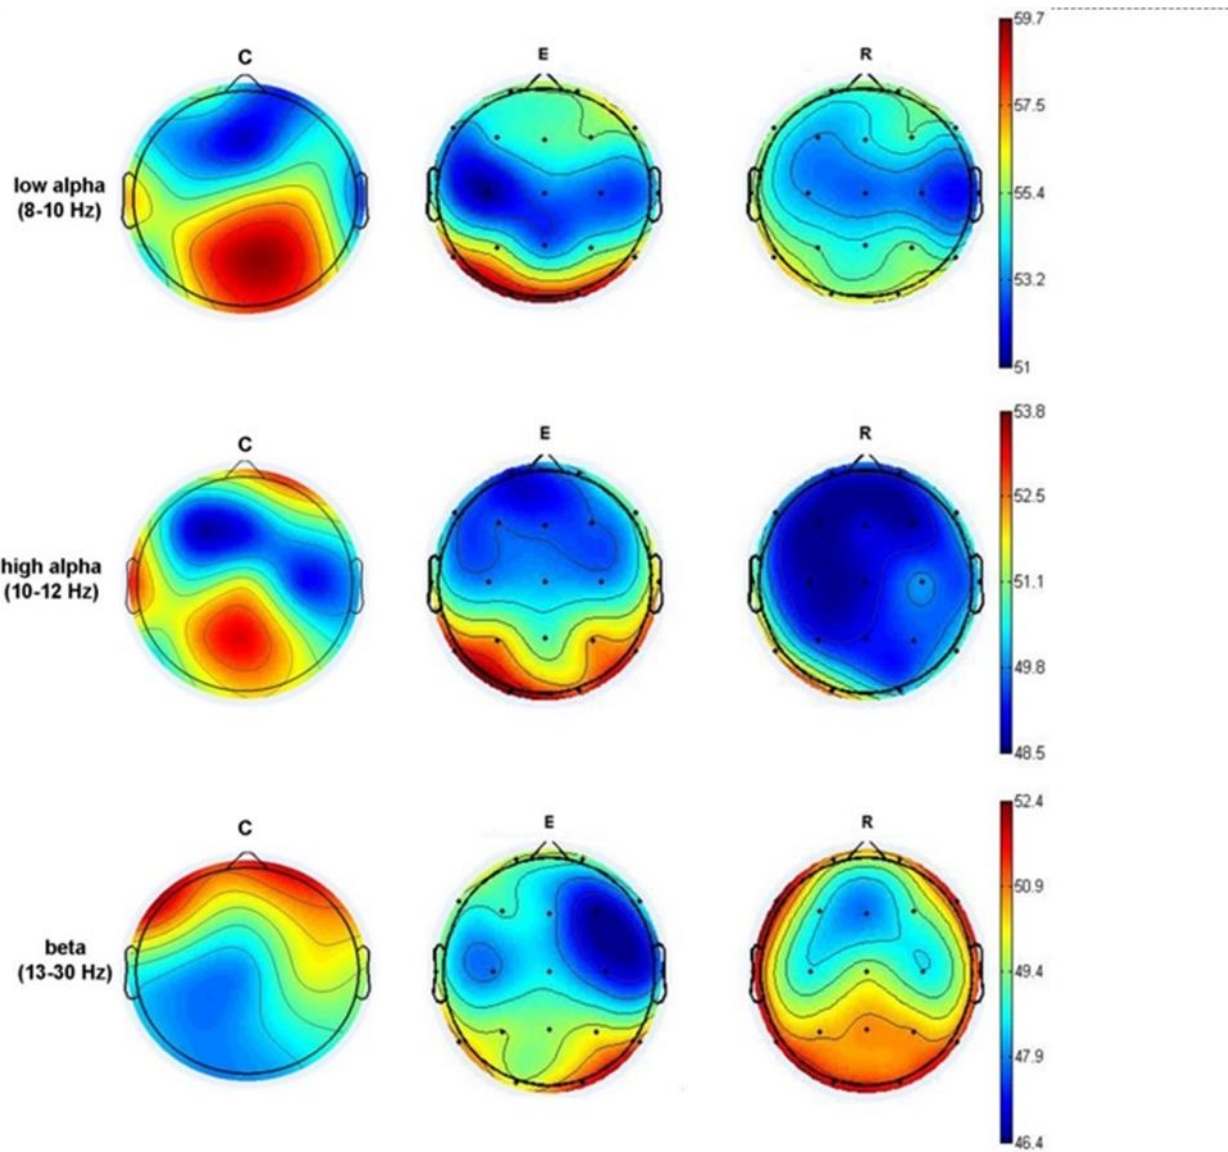 C
E
R
low alpha
(8-10 Hz)
59.7
57.5
55.4
53.2
51
C
E
R
high alpha
(10-12 Hz)
53.8
52.5
51.1
49.8
48.5
C
E
R
beta
(13-30 Hz)
52.4
50.9
49.4
47.9
46.4